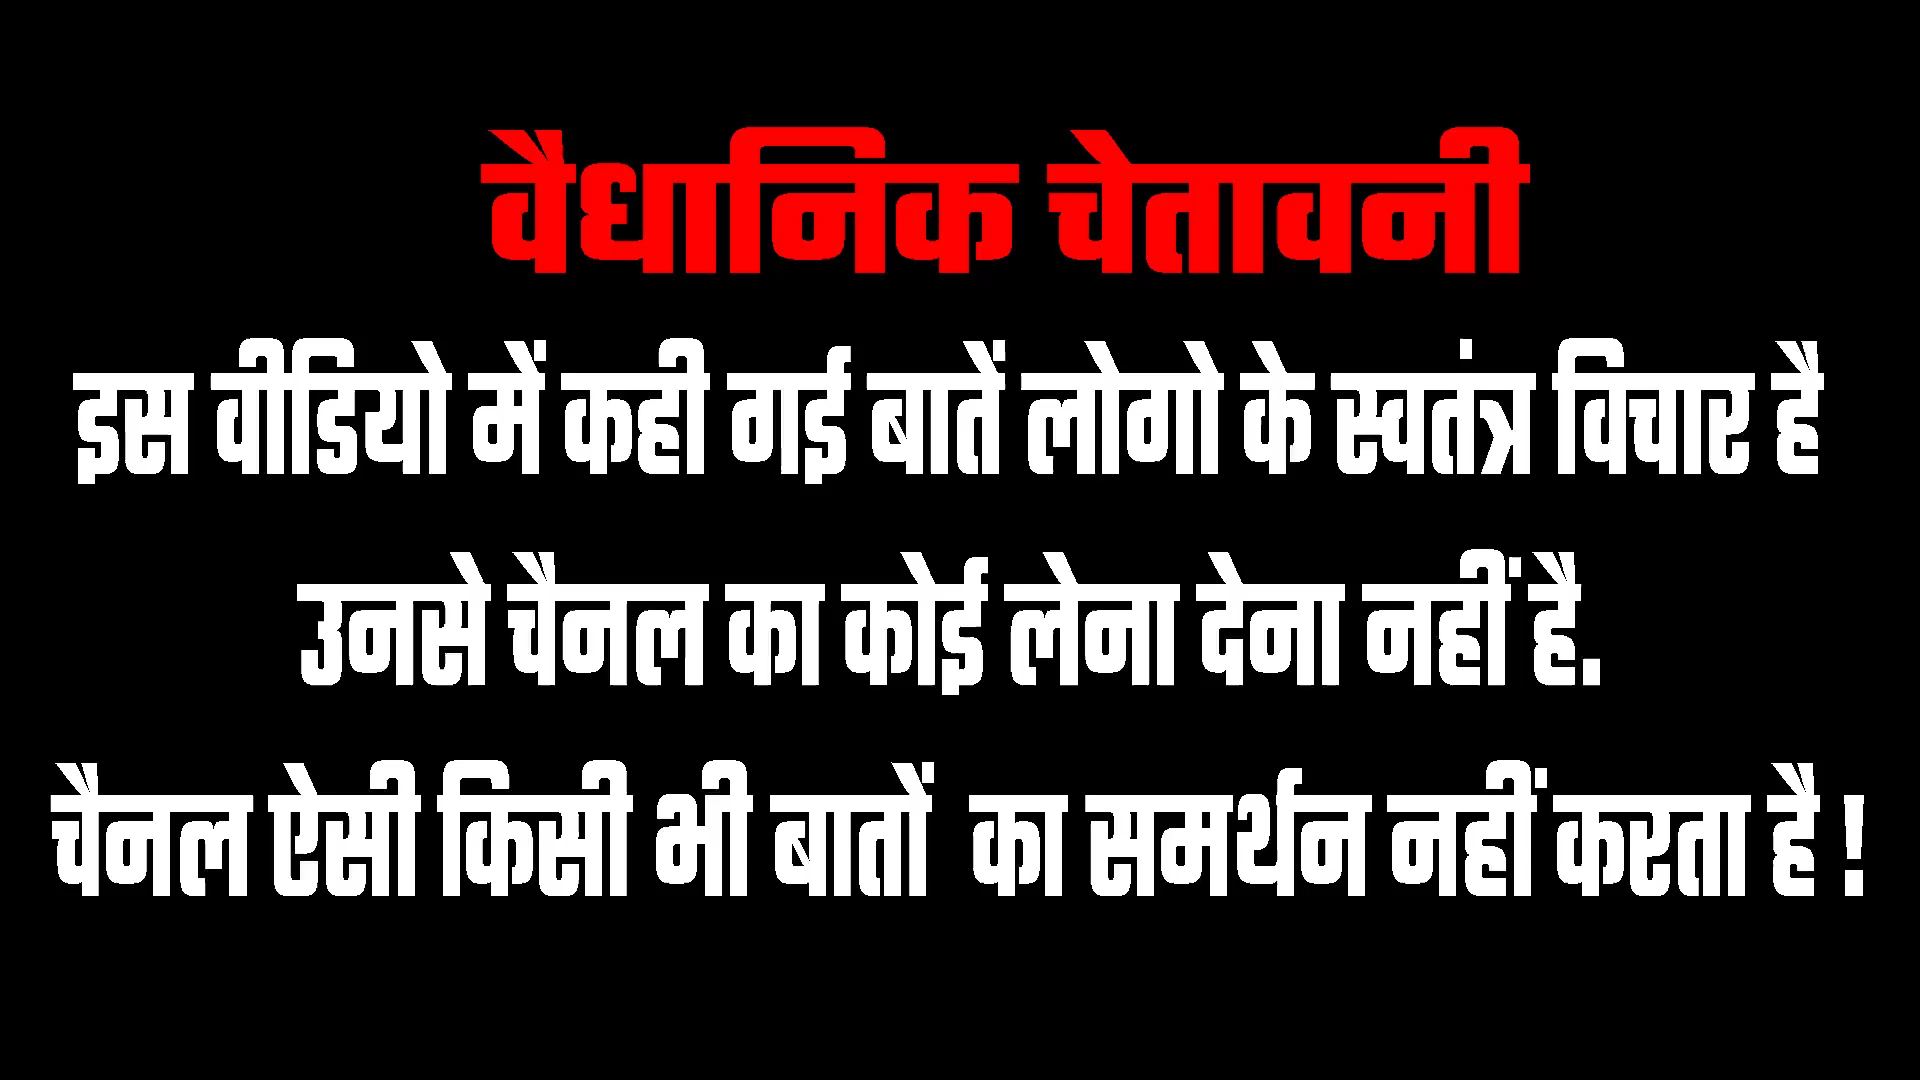 वैधानिक चेतावनी
इस वीडियो में कही गई बातें लोगो के स्वतंत्र विचार है
उनसे चैनल का कोई लेना देना नहीं है.
चैनल ऐसी किसी भी बातों का समर्थन नहीं करता है !